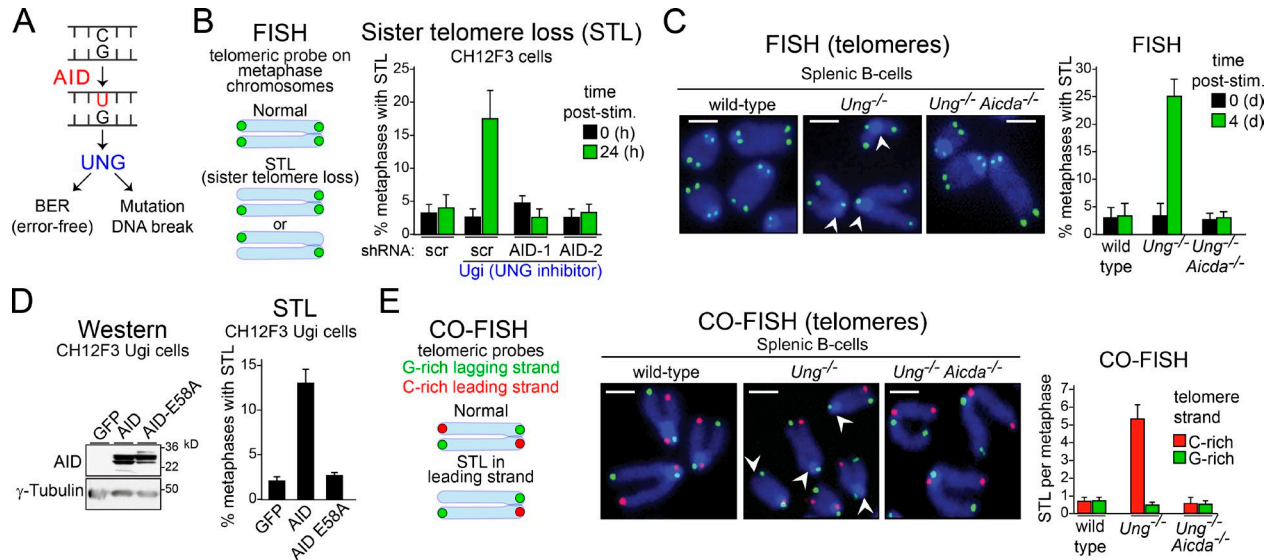 A
C
G
AID
U
G
UNG
BER
(error-free)
Mutation
DNA break
B
FISH
telomeric probe on
metaphase
chromosomes
Normal
STL
(sister telomere loss)
or
Sister telomere loss (STL)
CH12F3 cells
% metaphases with STL
25
20
15
10
5
0
time
post-stim.
0 (h)
24 (h)
shRNA: scr scr AID-1 AID-2
Ugi (UNG inhibitor)
C
FISH (telomeres)
Splenic B-cells
wild-type Ung-/- Ung-/- Aicda-/-
FISH
% metaphases with STL
30
25
20
15
10
5
0
time
post-stim.
0 (d)
4 (d)
wild
type
Ung-/-
Ung-/-
Aicda-/-
D
Western
CH12F3 Ugi cells
GFP
AID
AID-E58A
36 kD
22
50
AID
γ-Tubulin
STL
CH12F3 Ugi cells
% metaphases with STL
15
10
5
0
GFP
AID
AID E58A
E
CO-FISH
telomeric probes
G-rich lagging strand
C-rich leading strand
Normal
STL in
leading strand
CO-FISH (telomeres)
Splenic B-cells
wild-type Ung-/- Ung-/- Aicda-/-
CO-FISH
STL per metaphase
7
6
5
4
3
2
1
0
telomere
strand
C-rich
G-rich
wild
type
Ung-/-
Ung-/-
Aicda-/-